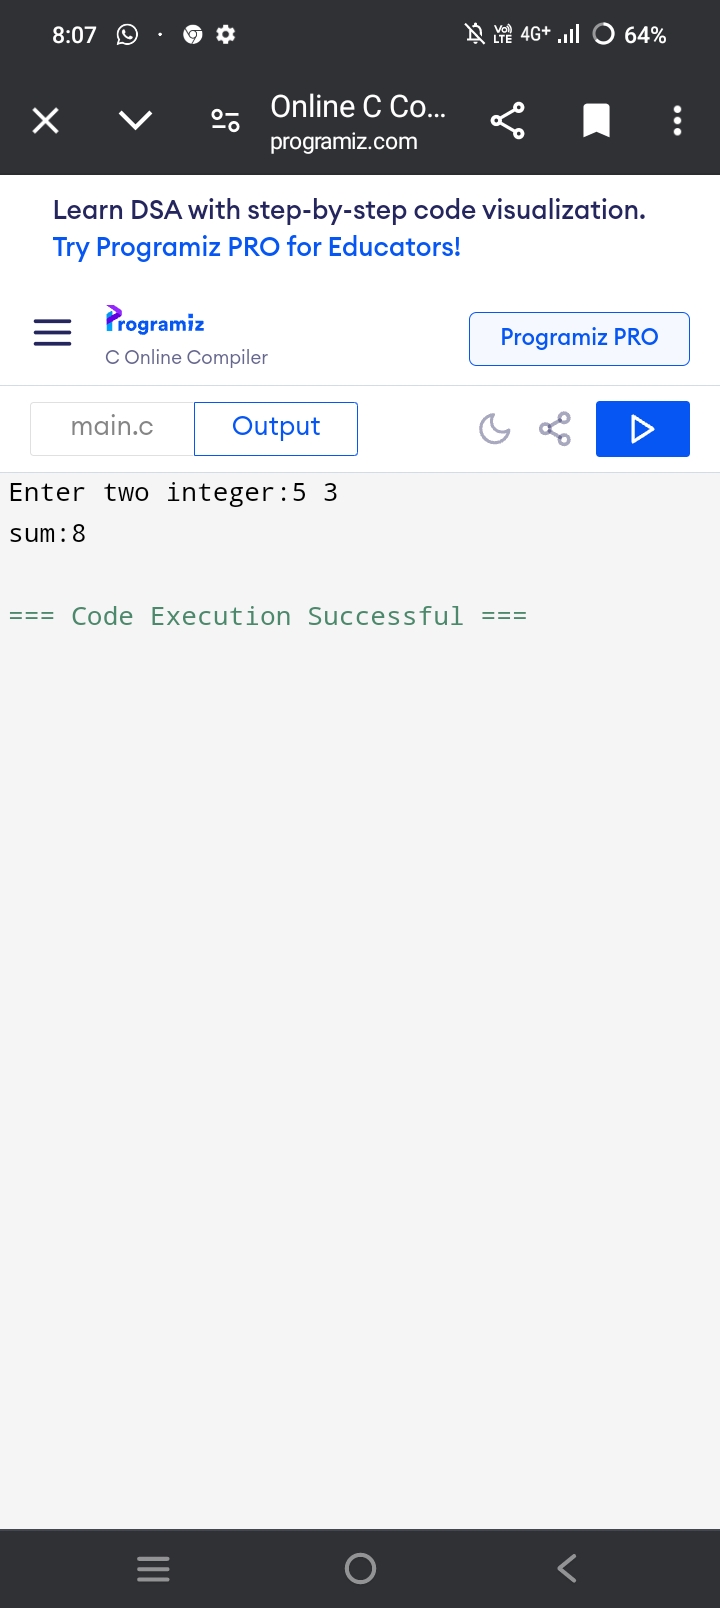 8:07 Vo) LTE 4G+ 64%
Online C Co...
programiz.com
Learn DSA with step-by-step code visualization.
Try Programiz PRO for Educators!
Programiz
C Online Compiler
Programiz PRO
main.c Output
Enter two integer:5 3
sum:8
=== Code Execution Successful ===